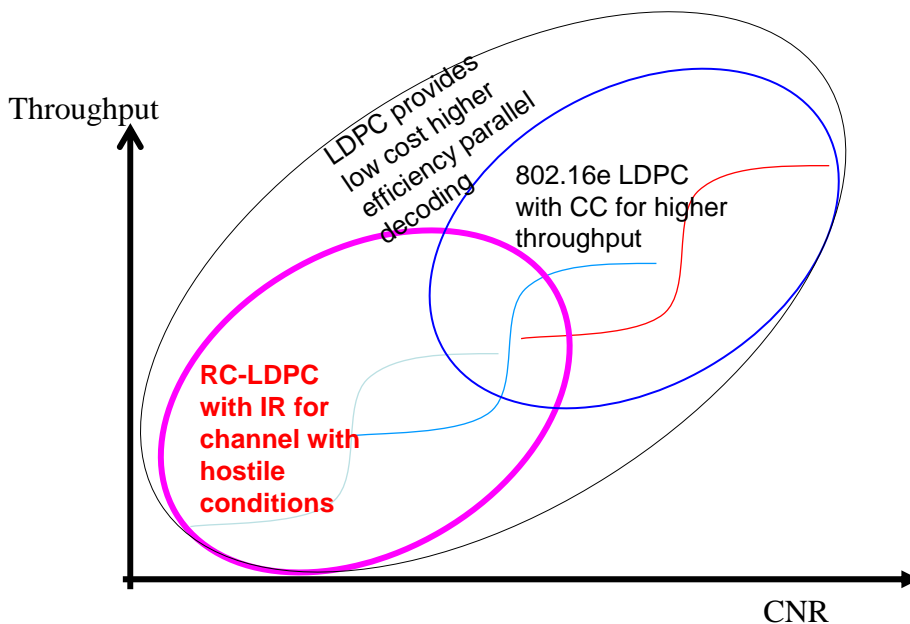 Throughput
LDPC provides
low cost higher
efficiency parallel
decoding
802.16e LDPC
with CC for higher
throughput
RC-LDPC
with IR for
channel with
hostile
conditions
CNR